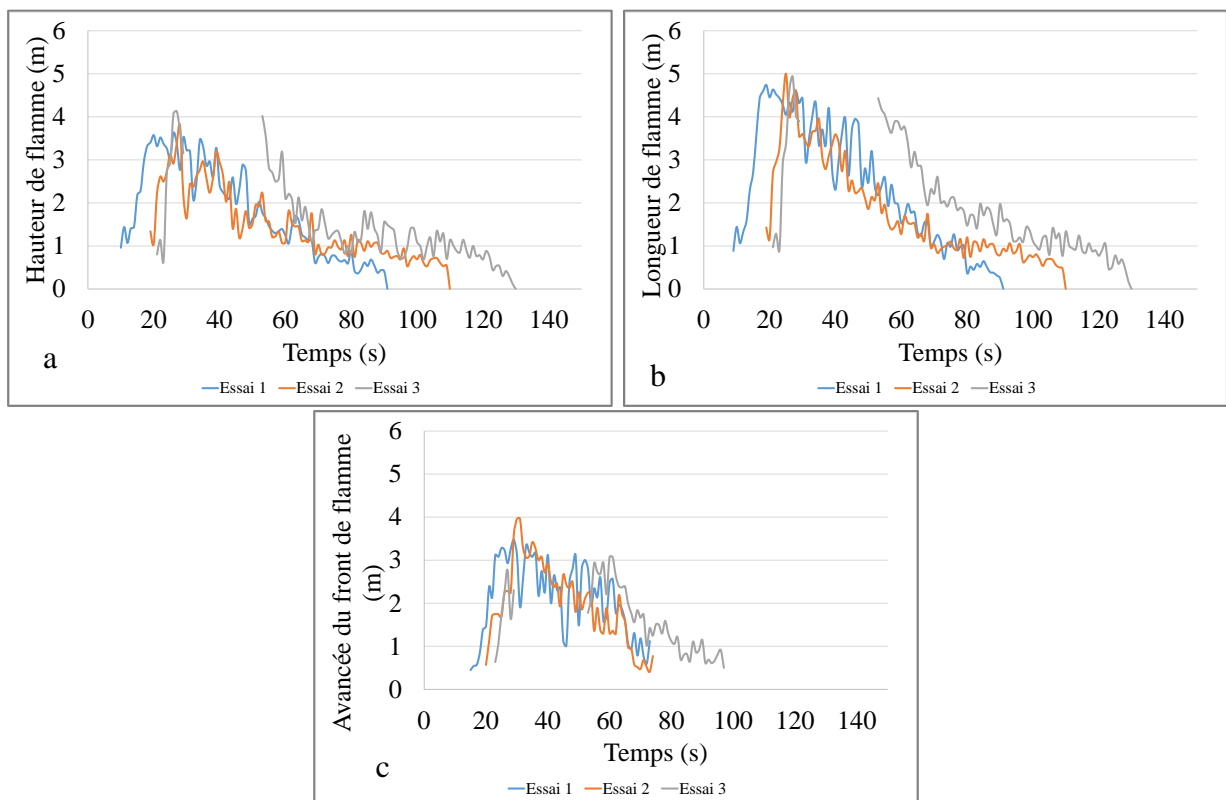 Hauteur de flamme (m)
6
5
4
3
2
1
0
0 20 40 60 80 100 120 140
Temps (s)
a
Essai 1 Essai 2 Essai 3
Longueur de flamme (m)
6
5
4
3
2
1
0
0 20 40 60 80 100 120 140
Temps (s)
b
Essai 1 Essai 2 Essai 3
Avancée du front de flamme
(m)
6
5
4
3
2
1
0
0 20 40 60 80 100 120 140
Temps (s)
c
Essai 1 Essai 2 Essai 3